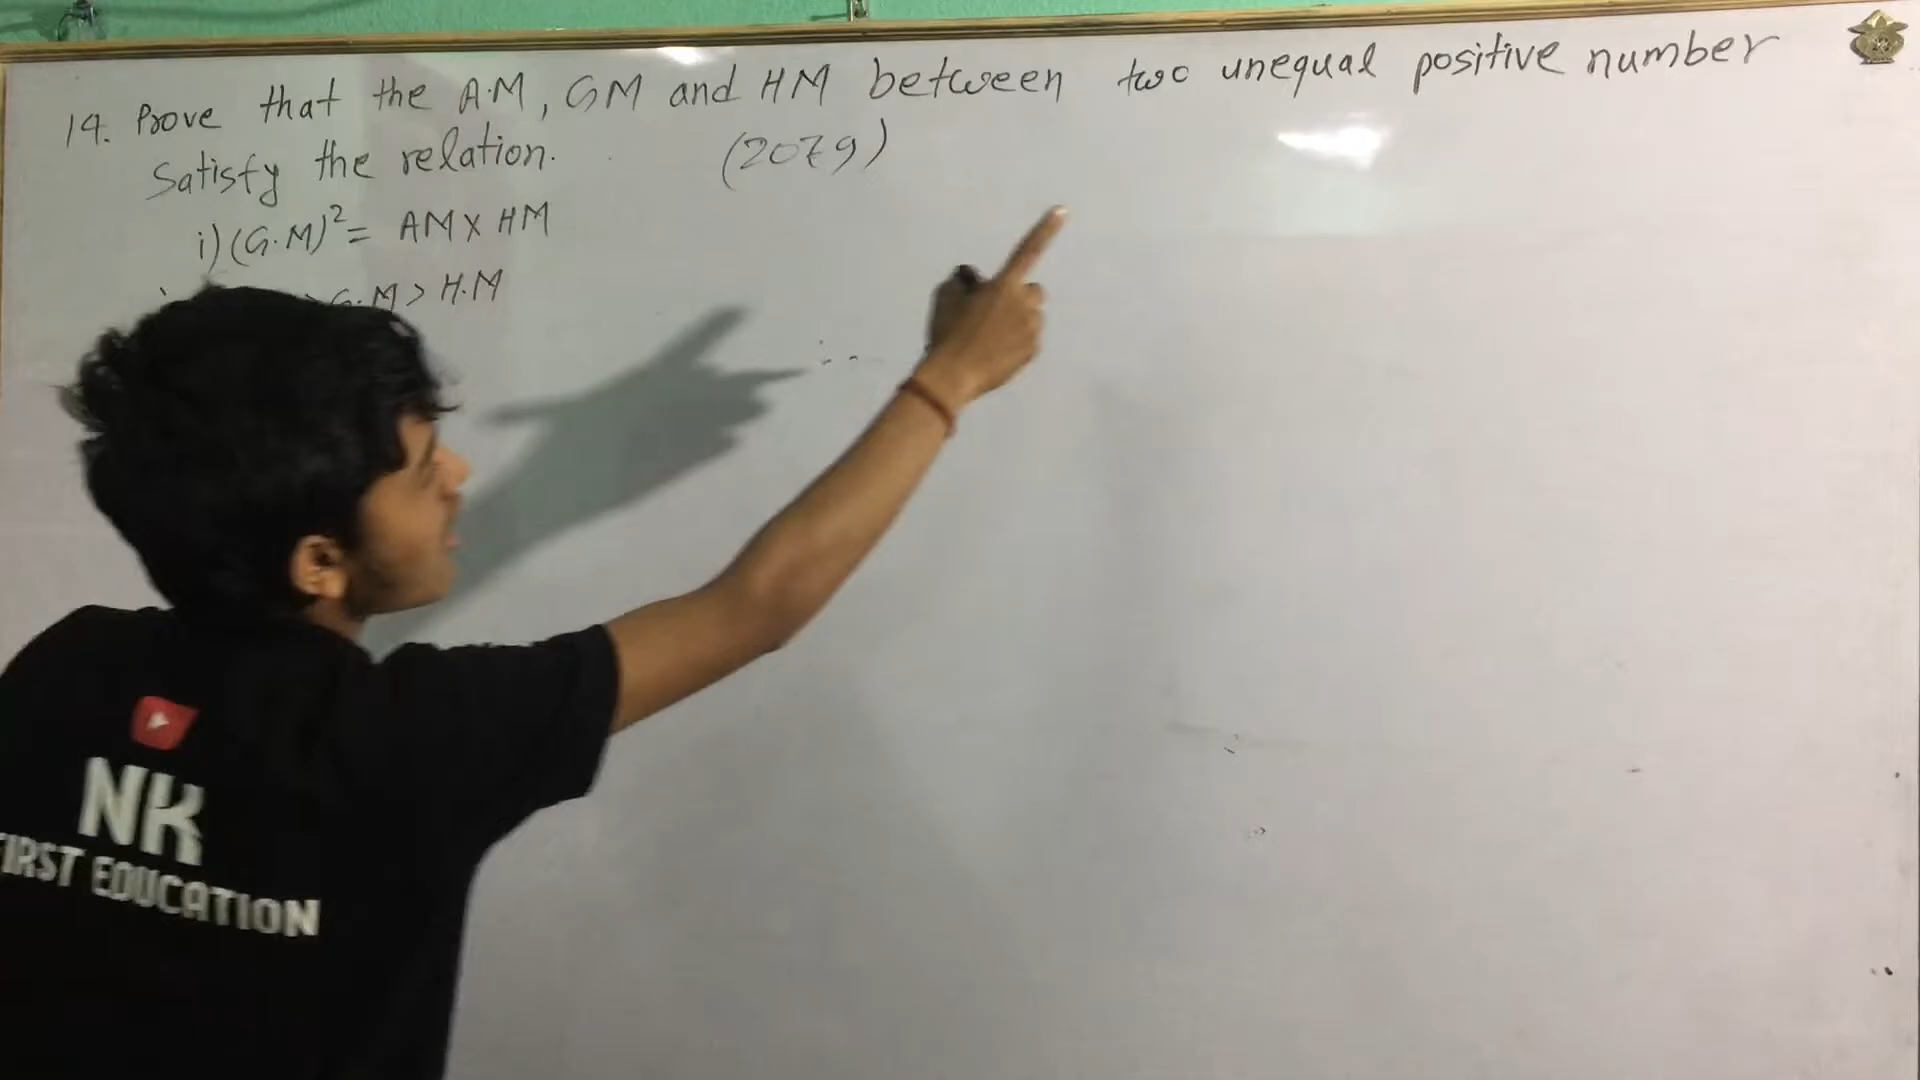 14. Prove that the A.M, GM and HM between two unequal positive number
Satisfy the relation. (2079)
i) (G.M)²= AM X HM
G.M > H.M
NK
FIRST EDUCATION